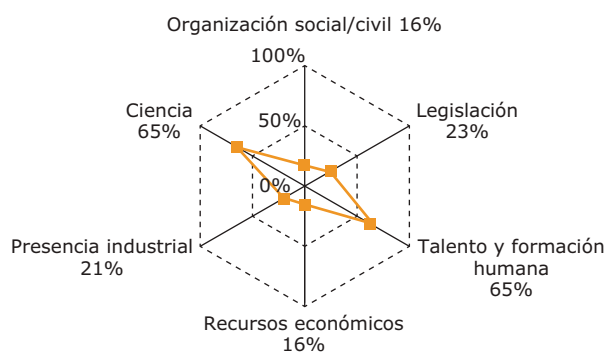 Organización social/civil 16%
100%
Ciencia
65%
50%
Legislación
23%
0%
Presencia industrial
21%
Talento y formación
humana
65%
Recursos económicos
16%